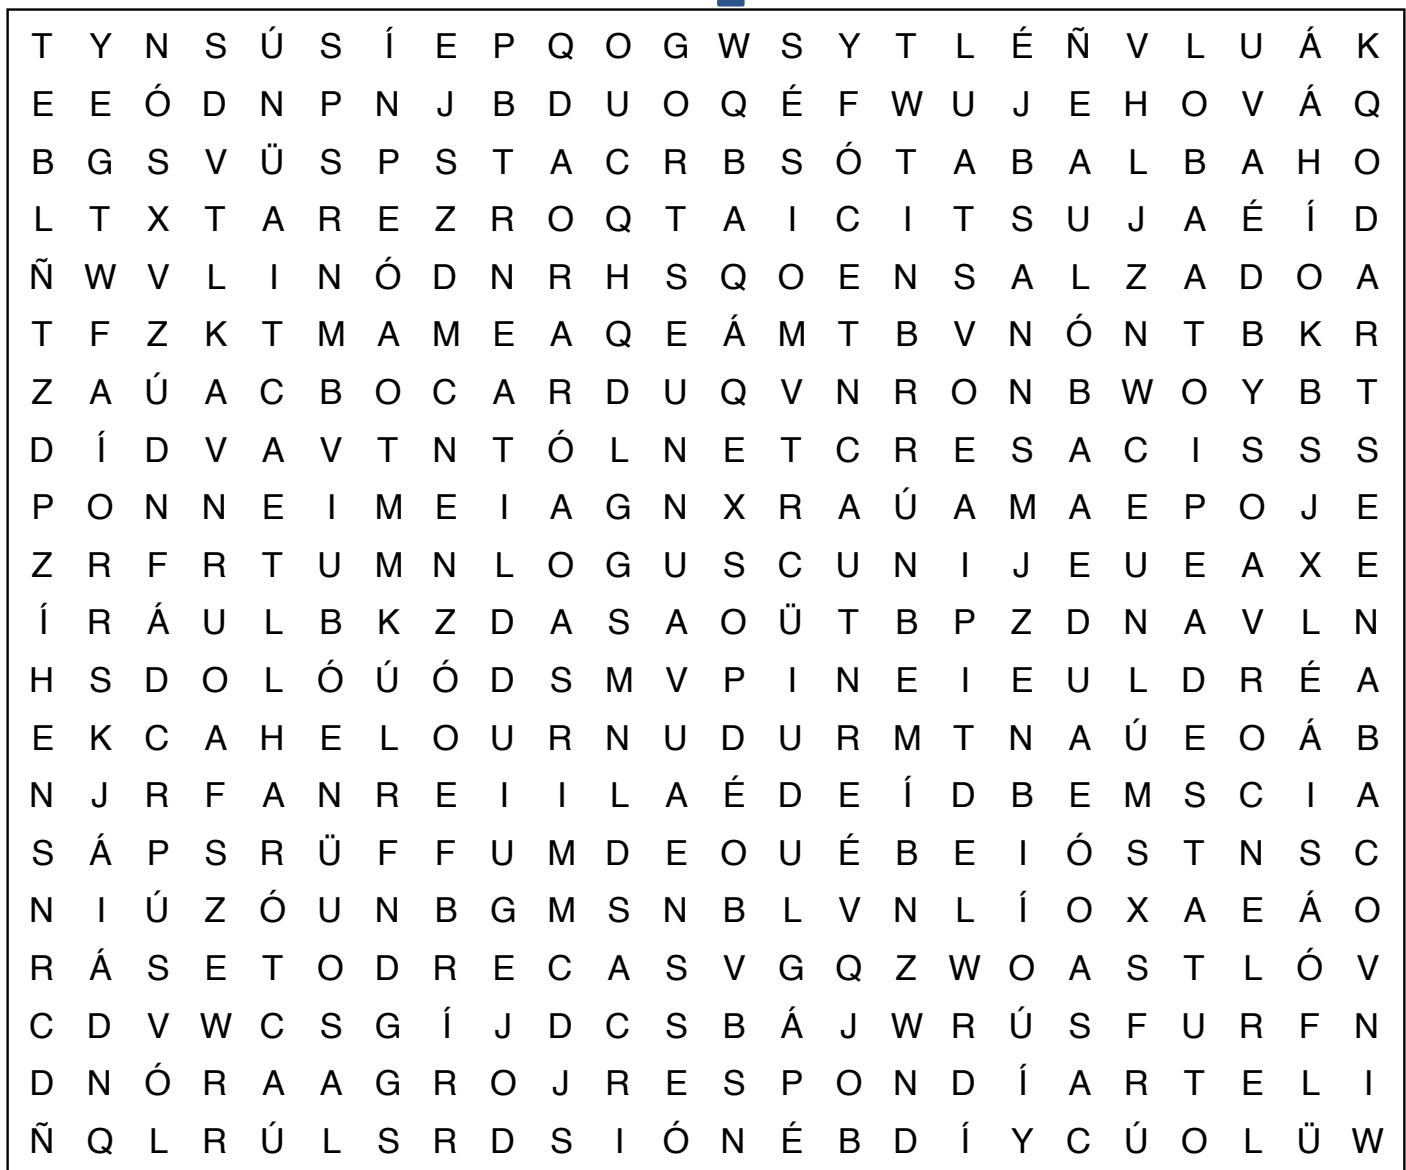 T Y N S Ú S Í E P Q O G W S Y T L É Ñ V L U Á K
E E Ó D N P N J B D U O Q É F W U J E H O V Á Q
B G S V Ü S P S T A C R B S Ó T A B A L B A H O
L T X T A R E Z R O Q T A I C I T S U J A É Í D
Ñ W V L I N Ó D N R H S Q O E N S A L Z A D O A
T F Z K T M A M E A Q E Á M T B V N Ó N T B K R
Z A Ú A C B O C A R D U Q V N R O N B W O Y B T
D Í D V A V T N T Ó L N E T C R E S A C I S S S
P O N N E I M E I A G N X R A Ú A M A E P O J E
Z R F R T U M N L O G U S C U N I J E U E A X E
Í R Á U L B K Z D A S A O Ü T B P Z D N A V L N
H S D O L Ó Ú Ó D S M V P I N E I E U L D R É A
E K C A H E L O U R N U D U R M T N A Ú E O Á B
N J R F A N R E I I L A É D E Í D B E M S C I A
S Á P S R Ü F F U M D E O U É B E I Ó S T N S C
N I Ú Z Ó U N B G M S N B L V N L Í O X A E Á O
R Á S E T O D R E C A S V G Q Z W O A S T L Ó V
C D V W C S G Í J D C S B Á J W R Ú S F U R F N
D N Ó R A A G R O J R E S P O N D Í A R T E L I
Ñ Q L R Ú L S R D S I Ó N É B D Í Y C Ú O L Ü W